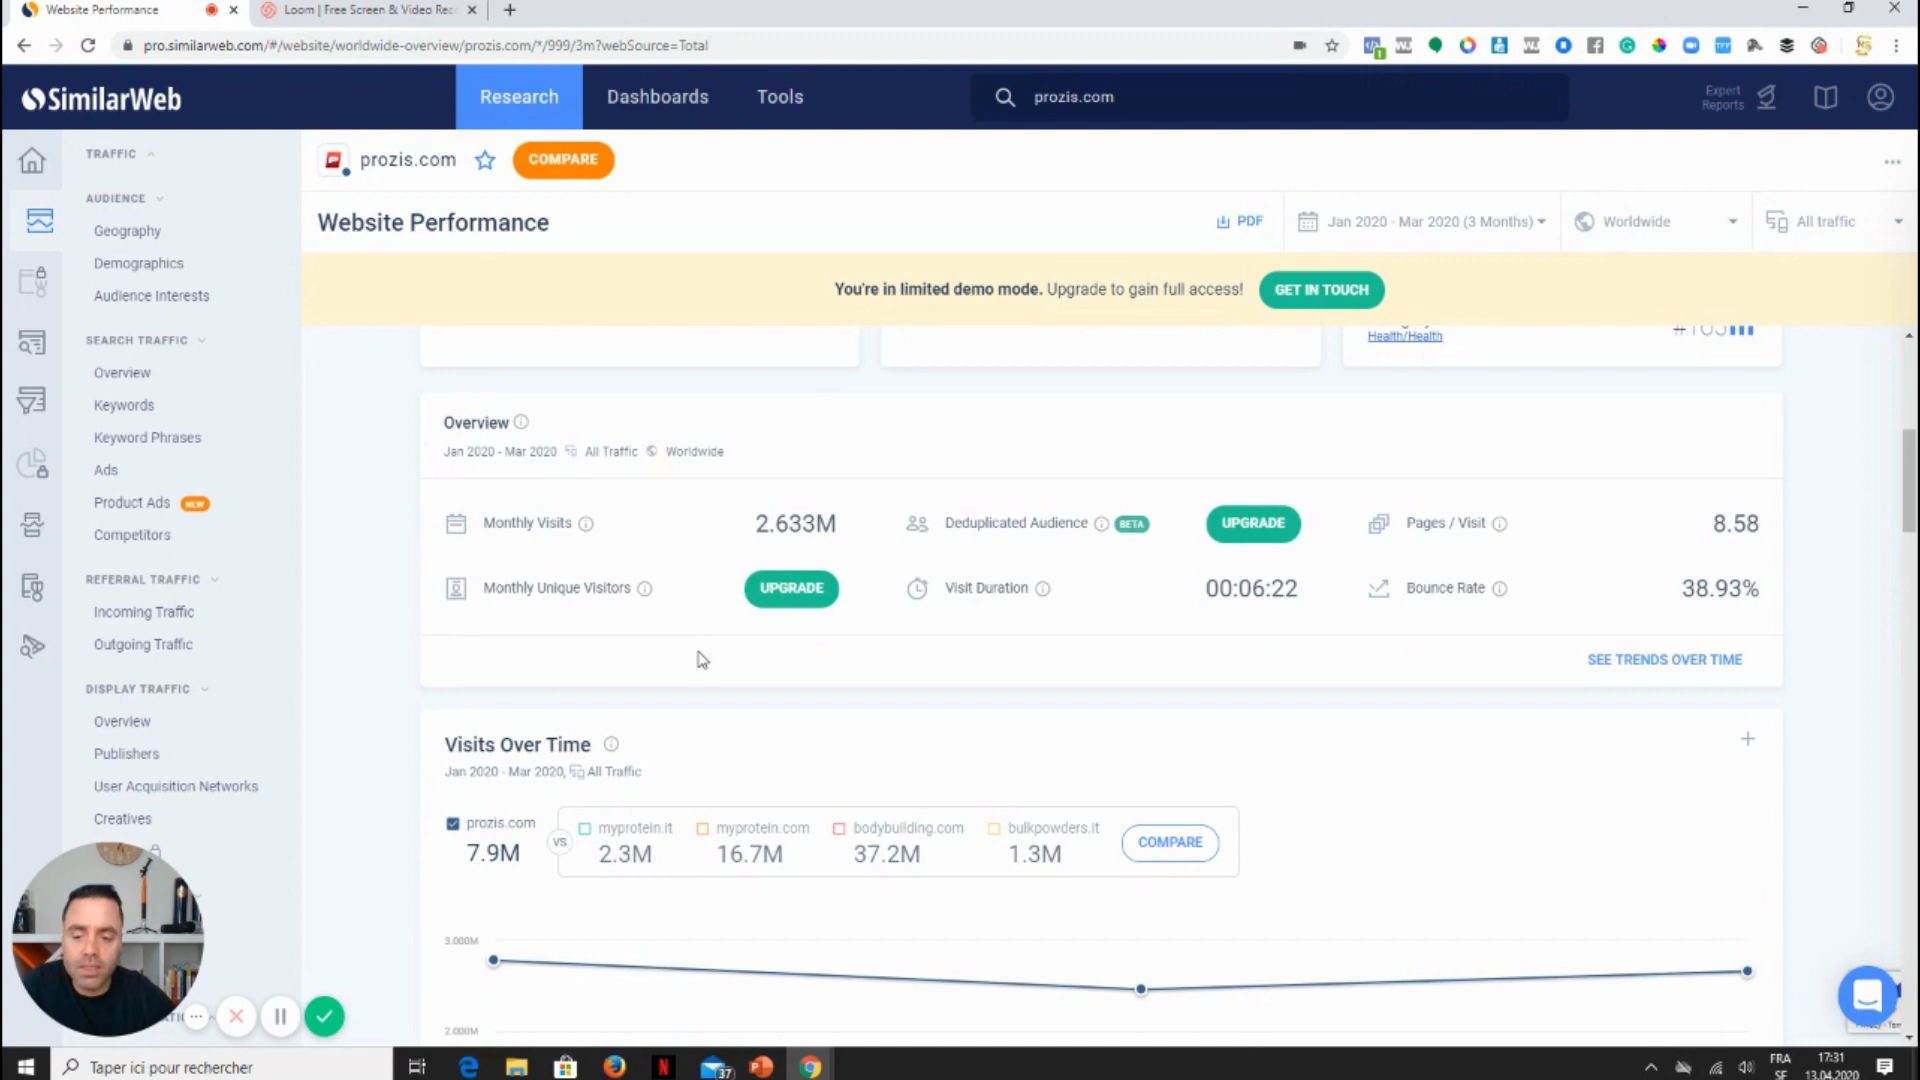 Website Performance
Loom | Free Screen & Video Rec
pro.similarweb.com/#/website/worldwide-overview/prozis.com/*/999/3m?webSource=Total
SimilarWeb
Research
Dashboards
Tools
prozis.com
Expert Reports
TRAFFIC
AUDIENCE
Geography
Demographics
Audience Interests
SEARCH TRAFFIC
Overview
Keywords
Keyword Phrases
Ads
Product Ads NEW
Competitors
REFERRAL TRAFFIC
Incoming Traffic
Outgoing Traffic
DISPLAY TRAFFIC
Overview
Publishers
User Acquisition Networks
Creatives
prozis.com
COMPARE
Website Performance
PDF
Jan 2020 - Mar 2020 (3 Months)
Worldwide
All traffic
You're in limited demo mode. Upgrade to gain full access!
GET IN TOUCH
Health/Health
Overview
Jan 2020 - Mar 2020 All Traffic Worldwide
Monthly Visits 2.633M
Deduplicated Audience BETA UPGRADE
Pages / Visit 8.58
Monthly Unique Visitors UPGRADE
Visit Duration 00:06:22
Bounce Rate 38.93%
SEE TRENDS OVER TIME
Visits Over Time
Jan 2020 - Mar 2020, All Traffic
prozis.com
7.9M
VS.
myprotein.it
2.3M
myprotein.com
16.7M
bodybuilding.com
37.2M
bulkpowders.it
1.3M
COMPARE
3.000M
2.000M
Taper ici pour rechercher
37
FRA
SF
17:31
13.04.2020